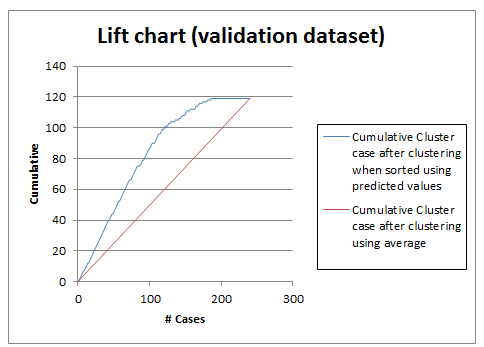 Lift chart (validation dataset)
140
120
100
80
60
40
20
0
Cumulative
0 100 200 300
# Cases
Cumulative Cluster
case after clustering
when sorted using
predicted values
Cumulative Cluster
case after clustering
using average